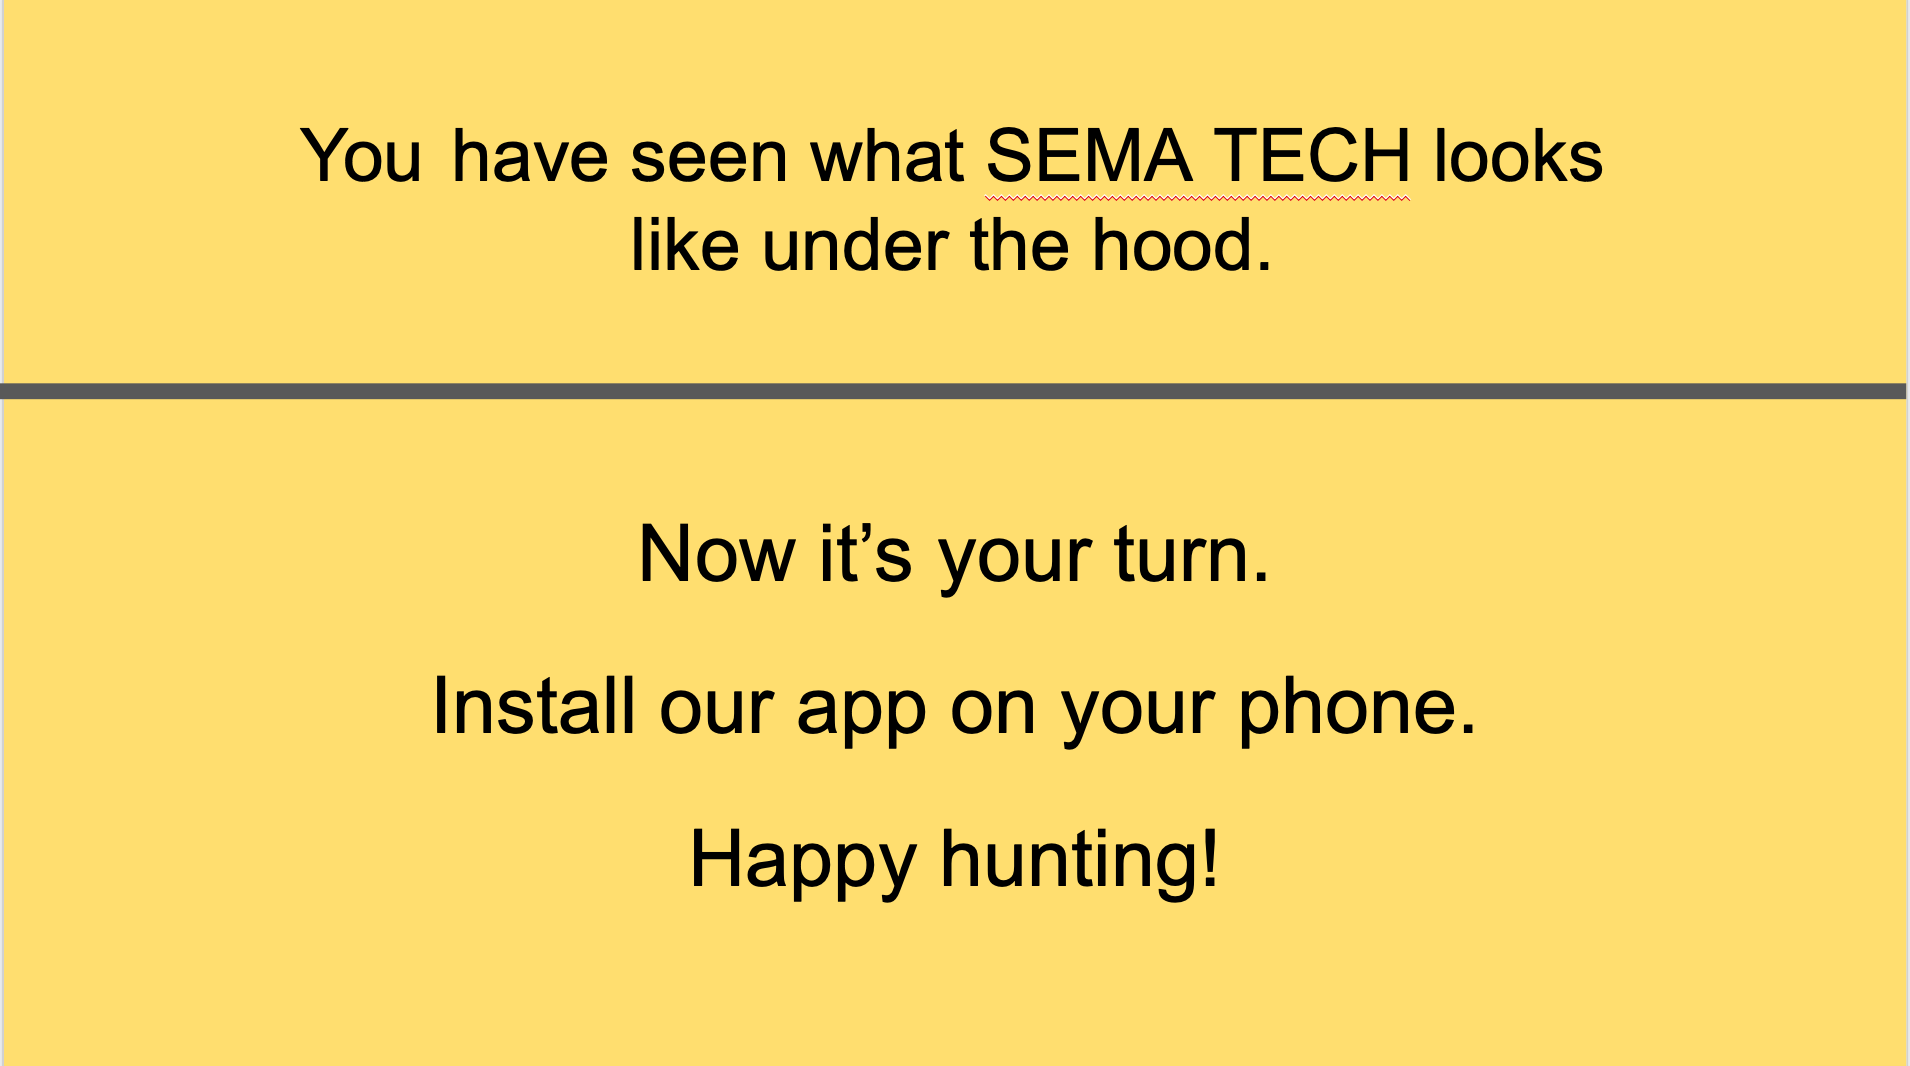 You have seen what SEMA TECH looks
like under the hood.
Now it’s your turn.
Install our app on your phone.
Happy hunting!